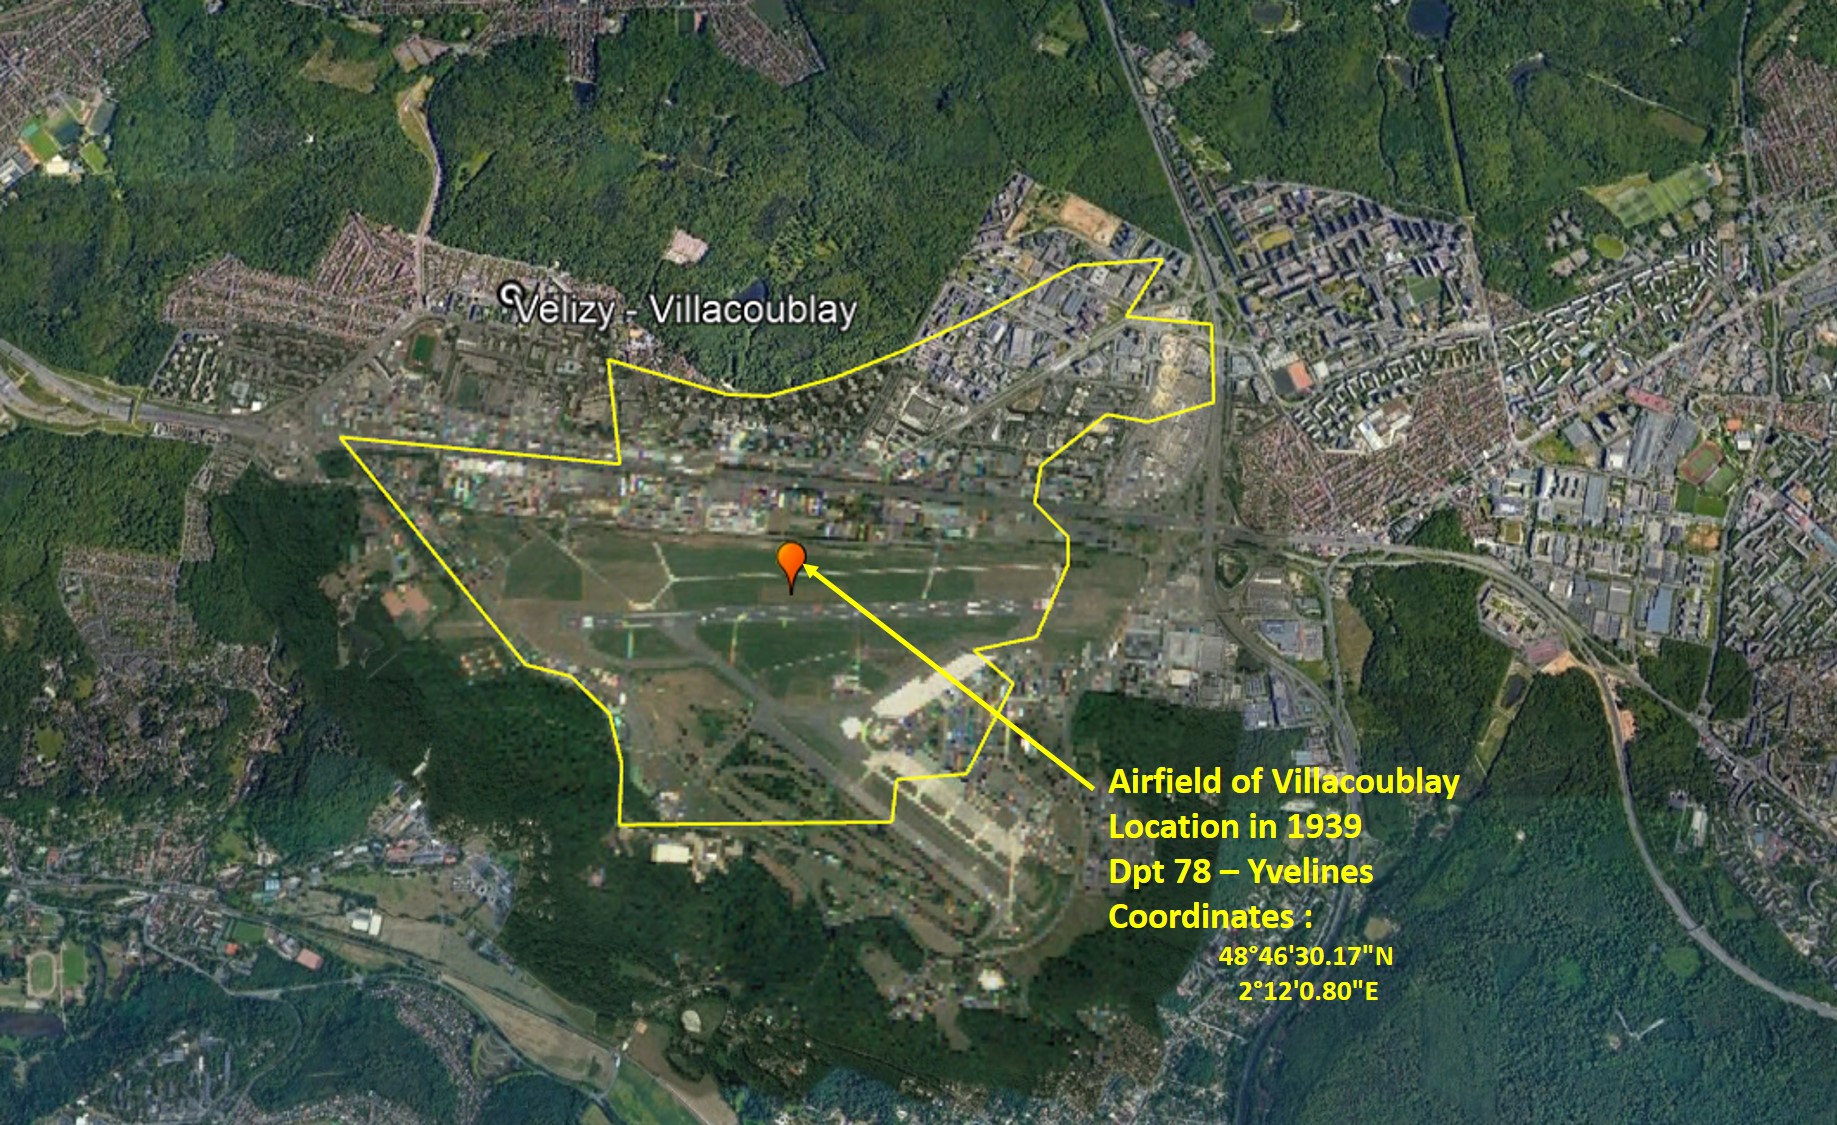 Vélizy - Villacoublay
Airfield of Villacoublay
Location in 1939
Dpt 78 – Yvelines
Coordinates :
48°46'30.17"N
2°12'0.80"E